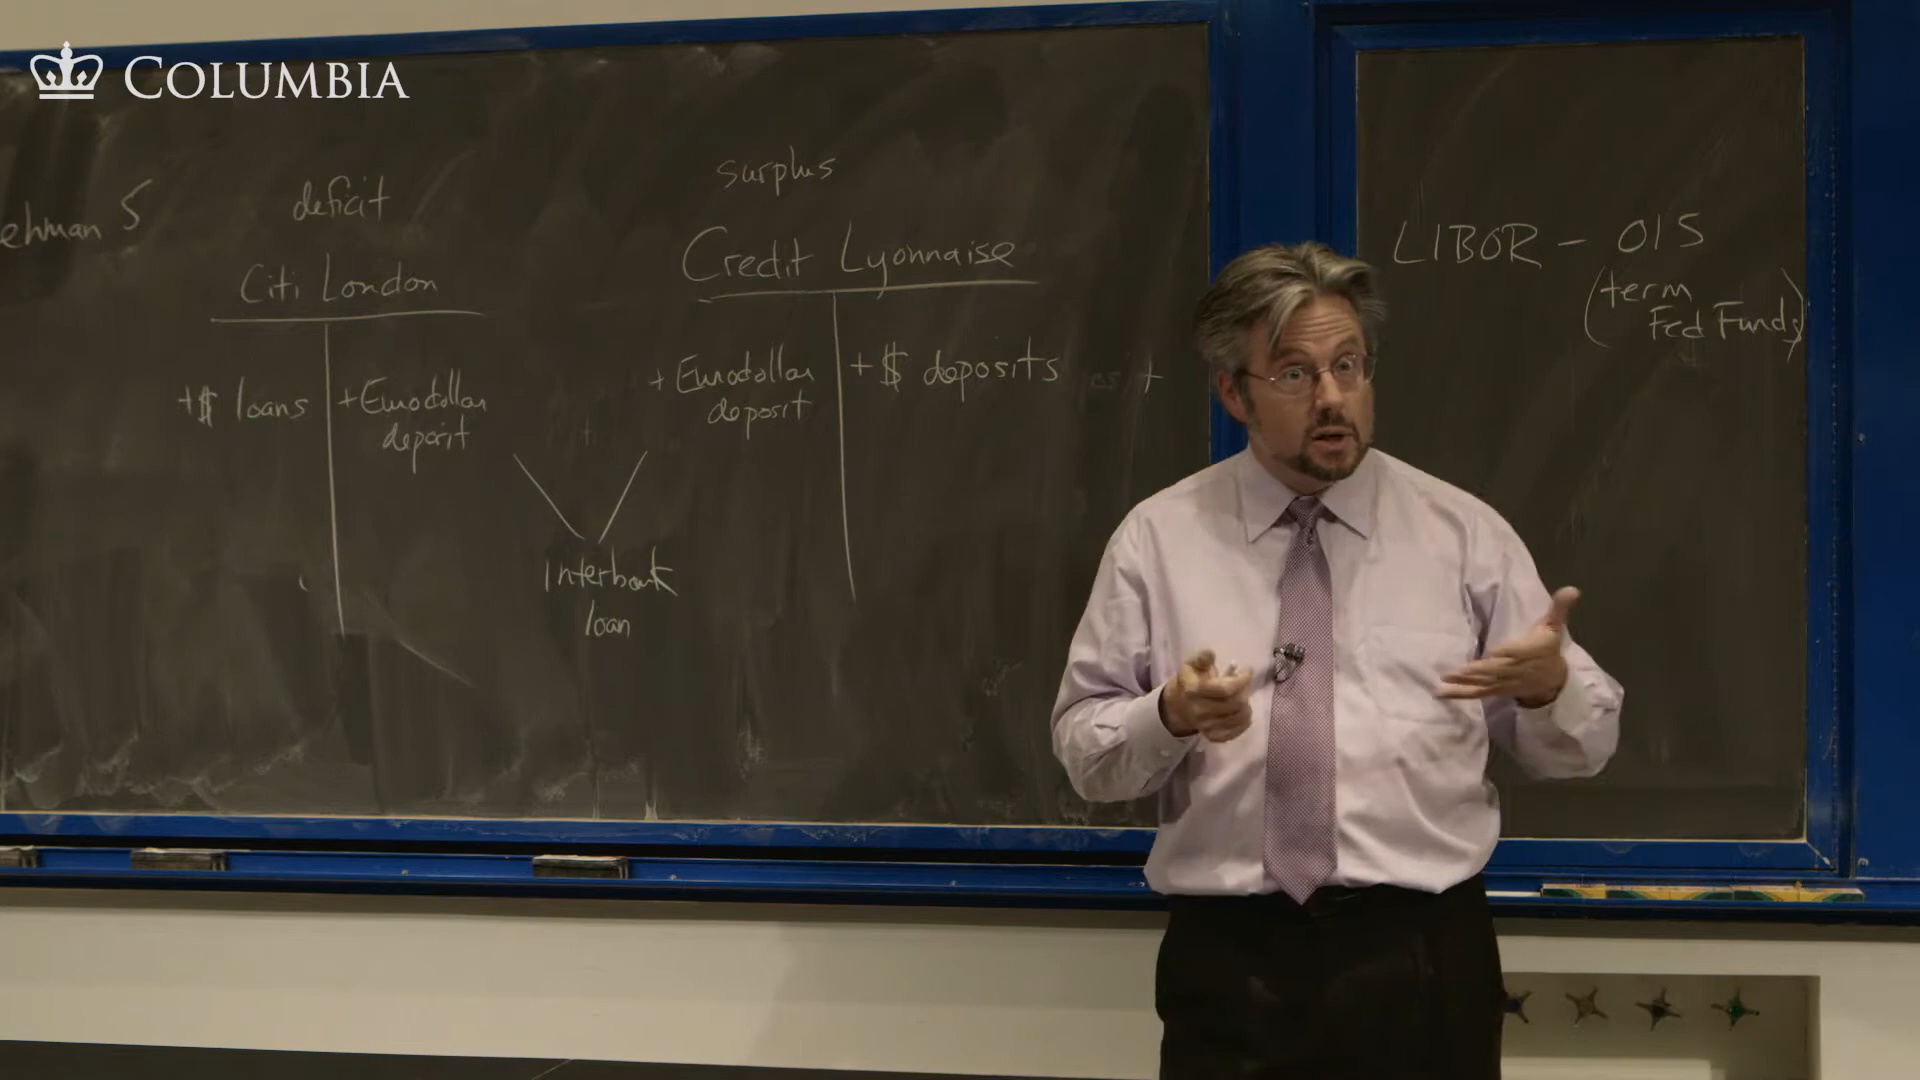 COLUMBIA
ehman 5
deficit
Citi London
+$ loans
+Eurodollar
deposit
Interbank
loan
surplus
Credit Lyonnaise
+ Eurodollar
deposit
+ $ deposits
+
LIBOR - OIS
(term
Fed Funds)